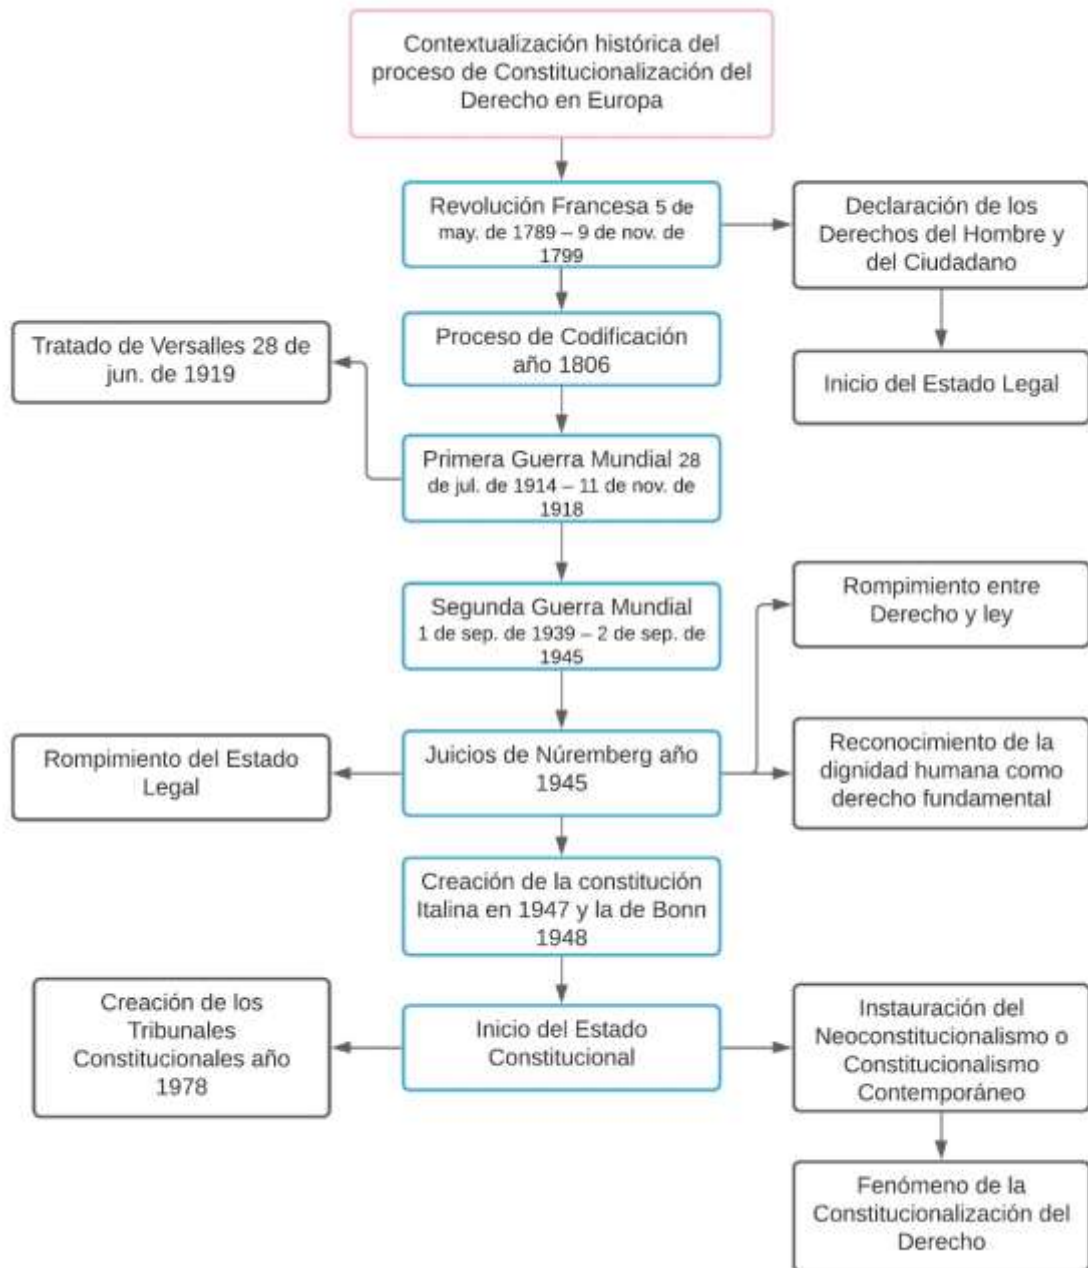 Contextualización histórica del
proceso de Constitucionalización del
Derecho en Europa
Revolución Francesa 5 de
may. de 1789 – 9 de nov. de
1799
Declaración de los
Derechos del Hombre y
del Ciudadano
Proceso de Codificación
año 1806
Tratado de Versalles 28 de
jun. de 1919
Inicio del Estado Legal
Primera Guerra Mundial 28
de jul. de 1914 – 11 de nov. de
1918
Segunda Guerra Mundial
1 de sep. de 1939 – 2 de sep. de
1945
Rompimiento entre
Derecho y ley
Rompimiento del Estado
Legal
Juicios de Núremberg año
1945
Reconocimiento de la
dignidad humana como
derecho fundamental
Creación de la constitución
Italina en 1947 y la de Bonn
1948
Creación de los
Tribunales
Constitucionales año
1978
Inicio del Estado
Constitucional
Instauración del
Neoconstitucionalismo o
Constitucionalismo
Contemporáneo
Fenómeno de la
Constitucionalización del
Derecho